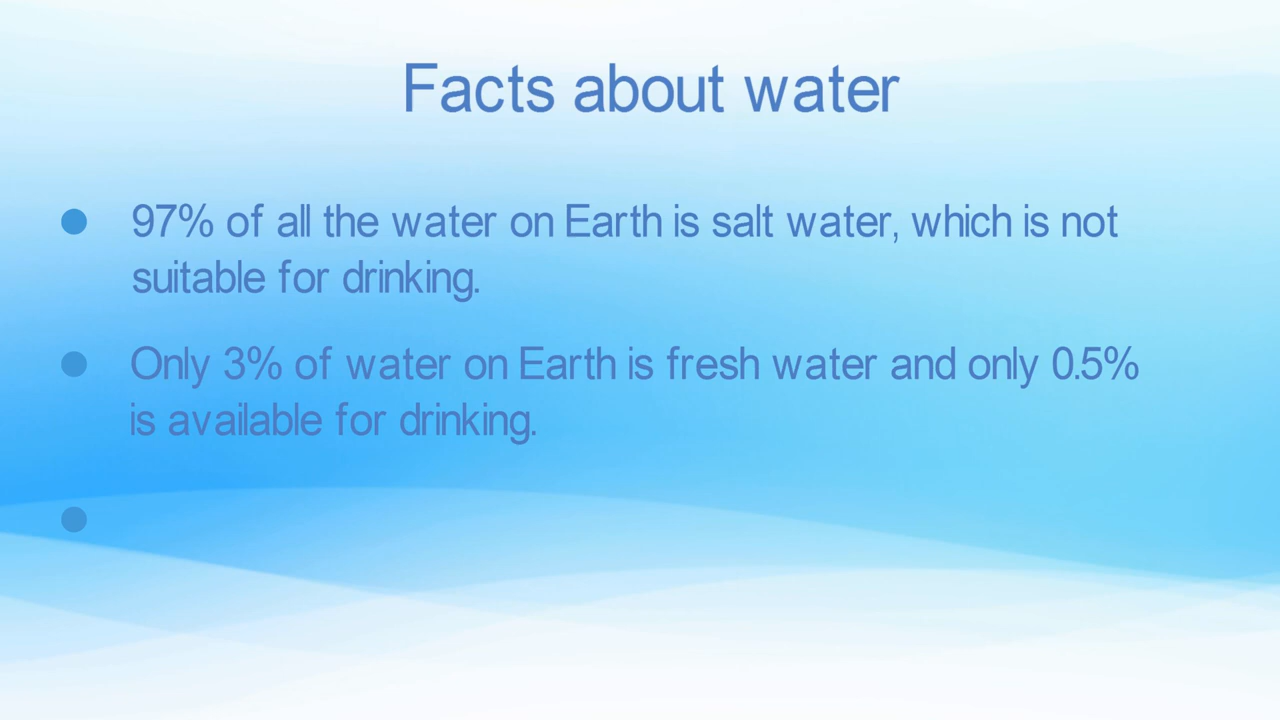 Facts about water
97% of all the water on Earth is salt water, which is not
suitable for drinking.
Only 3% of water on Earth is fresh water and only 0.5%
is available for drinking.